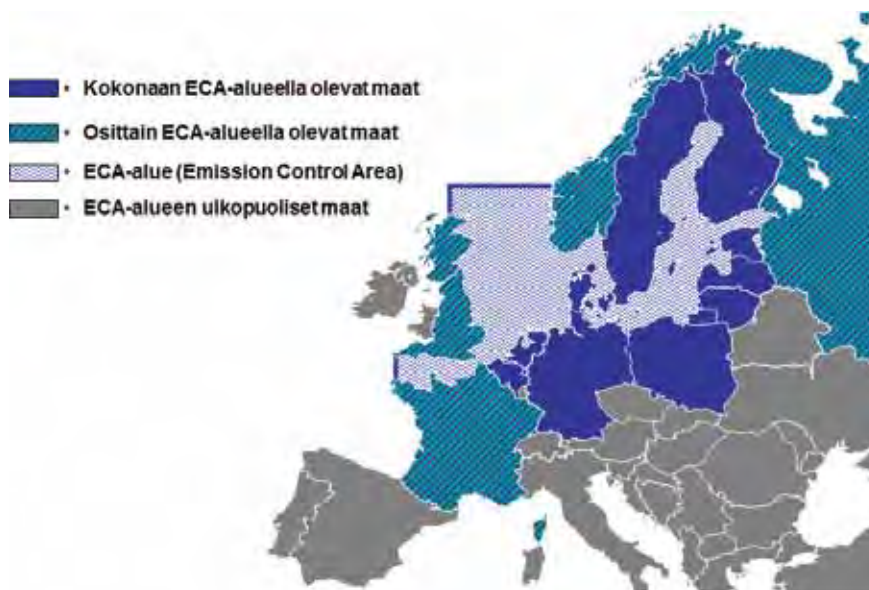 Kokonaan ECA-alueella olevat maat
Osittain ECA-alueella olevat maat
ECA-alue (Emission Control Area)
ECA-alueen ulkopuoliset maat